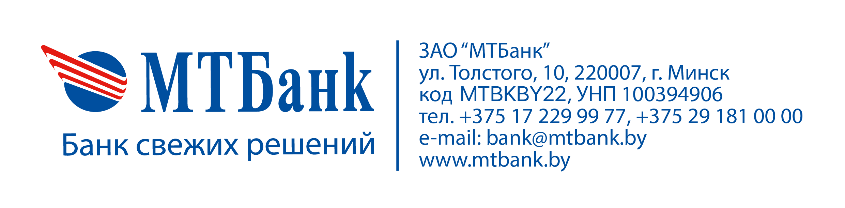 МТБанк
Банк свежих решений
ЗАО “МТБанк”
ул. Толстого, 10, 220007, г. Минск
код MTBKBY22, УНП 100394906
тел. +375 17 229 99 77, +375 29 181 00 00
e-mail: bank@mtbank.by
www.mtbank.by